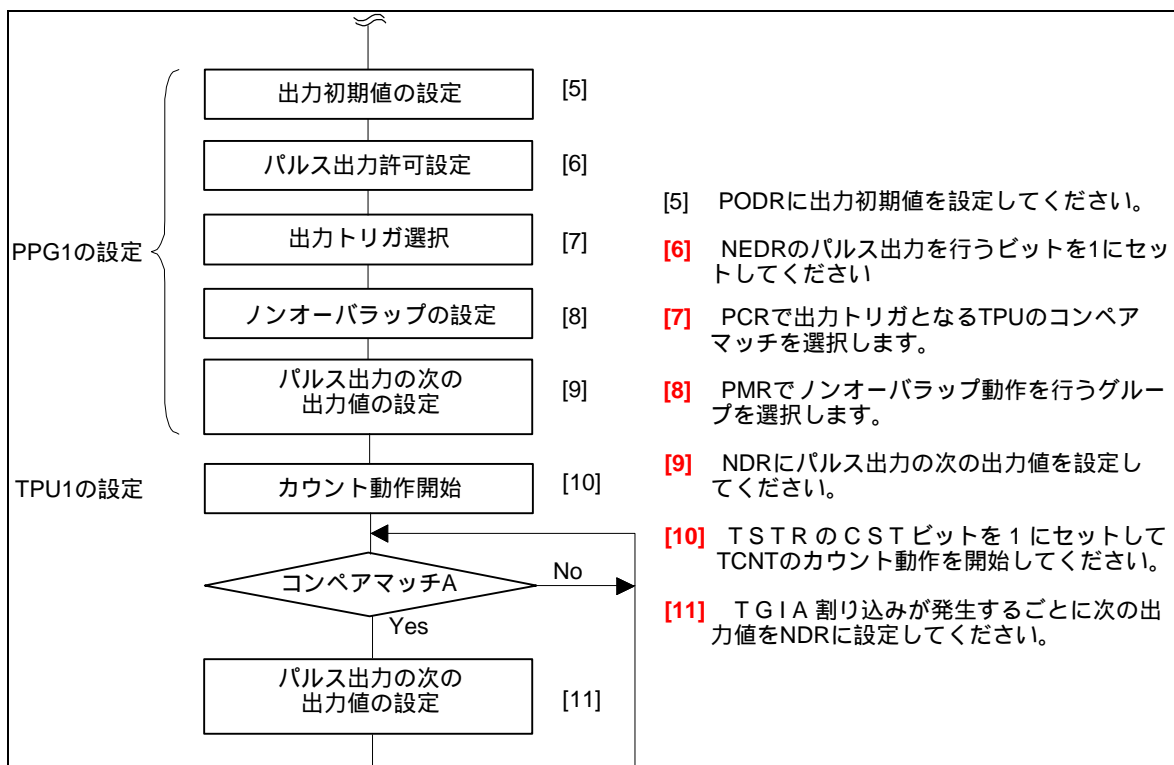 出力初期値の設定 [5]
パルス出力許可設定 [6]
出力トリガ選択 [7]
PPG1の設定
ノンオーバラップの設定 [8]
パルス出力の次の
出力値の設定
[9]
TPU1の設定
カウント動作開始 [10]
コンペアマッチA
No
Yes
パルス出力の次の
出力値の設定
[11]
[5] PODRに出力初期値を設定してください。
[6] NEDRのパルス出力を行うビットを1にセッ
トしてください
[7] PCRで出力トリガとなるTPUのコンペア
マッチを選択します。
[8] PMRでノンオーバラップ動作を行うグルー
プを選択します。
[9] NDRにパルス出力の次の出力値を設定し
てください。
[10] TSTRのCSTビットを1にセットして
TCNTのカウント動作を開始してください。
[11] TGIA割り込みが発生するごとに次の出
力値をNDRに設定してください。